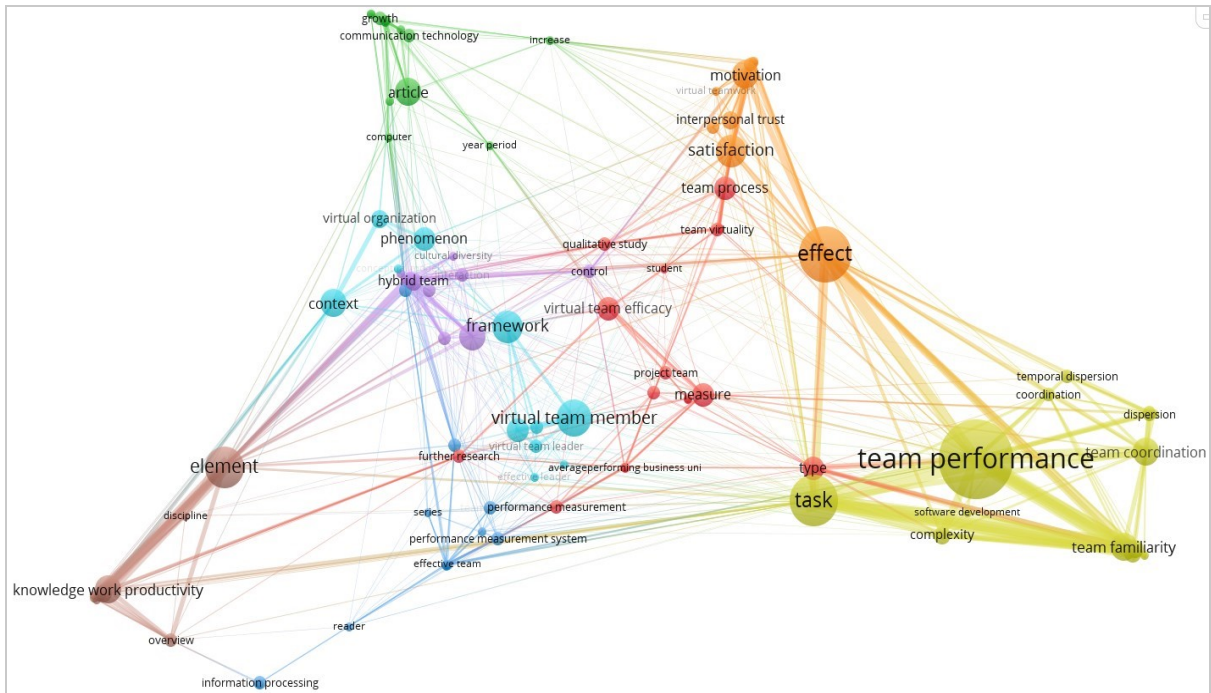 growth
communication technology
increase
article
motivation
virtual teamwork
interpersonal trust
computer
year period
satisfaction
team process
virtual organization
phenomenon
team virtuality
qualitative study
effect
cultural diversity
student
control
interaction
hybrid team
context
virtual team efficacy
framework
project team
temporal dispersion
measure
coordination
dispersion
virtual team member
virtual team leader
team coordination
further research
team performance
element
averageperforming business uni
type
effective leader
task
performance measurement
series
software development
discipline
complexity
performance measurement system
team familiarity
effective team
knowledge work productivity
reader
overview
information processing